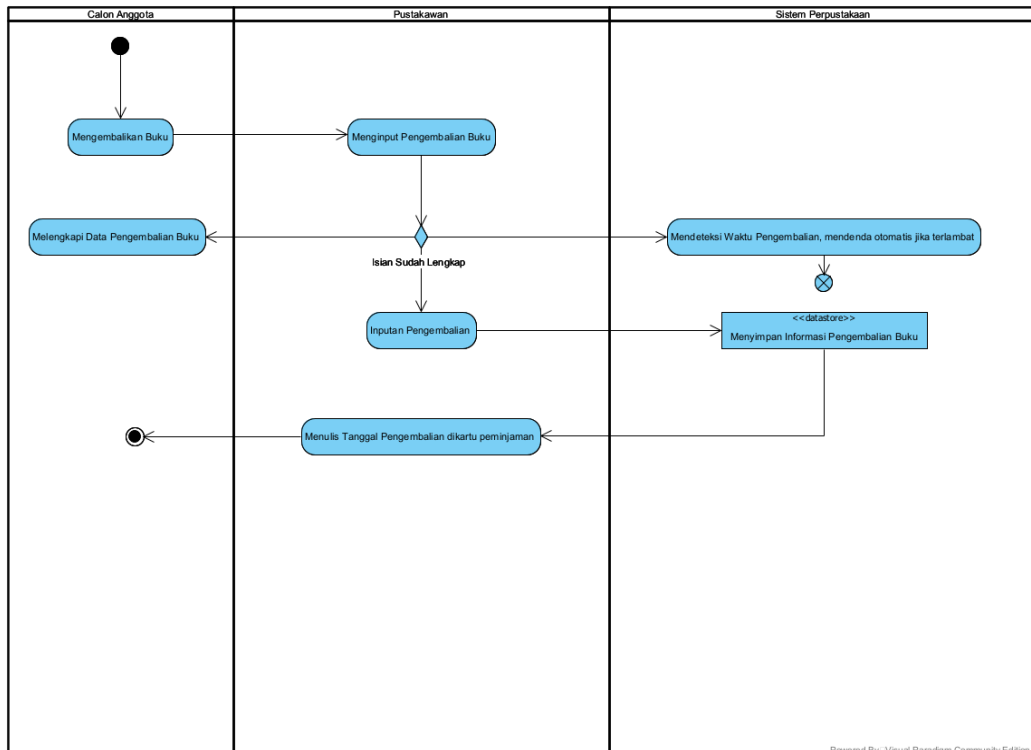 Calon Anggota
Pustakawan
Sistem Perpustakaan
Mengembalikan Buku
Menginput Pengembalian Buku
Melengkapi Data Pengembalian Buku
Mendeteksi Waktu Pengembalian, mendenda otomatis jika terlambat
Isian Sudah Lengkap
Inputan Pengembalian
<<datastore>>
Menyimpan Informasi Pengembalian Buku
Menulis Tanggal Pengembalian dikartu peminjaman
Powered By Visual Paradigm Community Edition